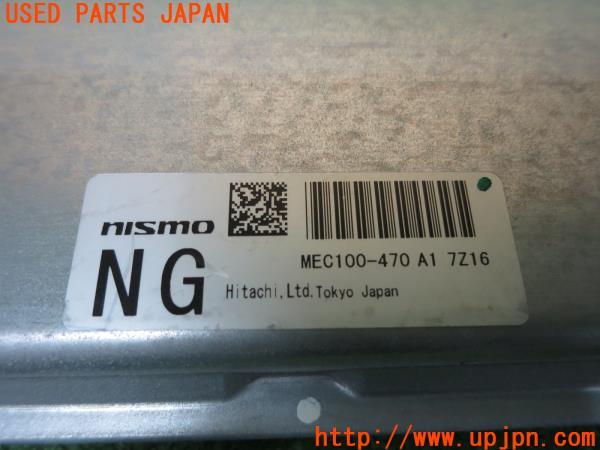 USED PARTS JAPAN
nismo
NG
MEC100-470 A1 7Z16
Hitachi,Ltd.Tokyo Japan
http://www.upjpn.com/